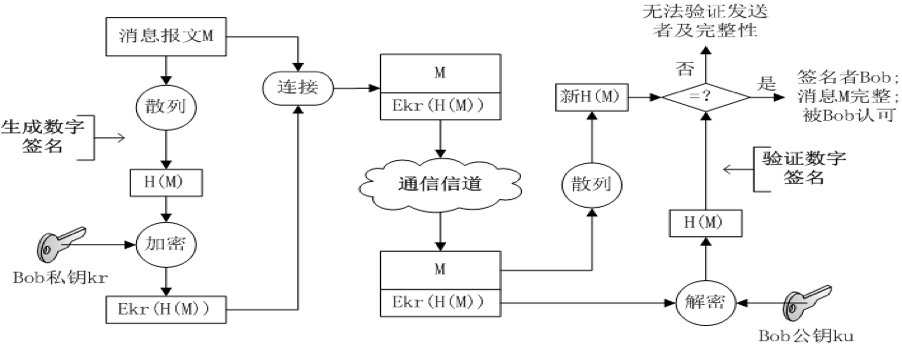 消息报文M
散列
生成数字
签名
H(M)
加密
Bob私钥kr
Ekr(H(M))
连接
M
Ekr(H(M))
通信信道
M
Ekr(H(M))
散列
新H(M)
=?
否
无法验证发送
者及完整性
是
签名者Bob;
消息M完整;
被Bob认可
验证数字
签名
H(M)
解密
Bob公钥ku